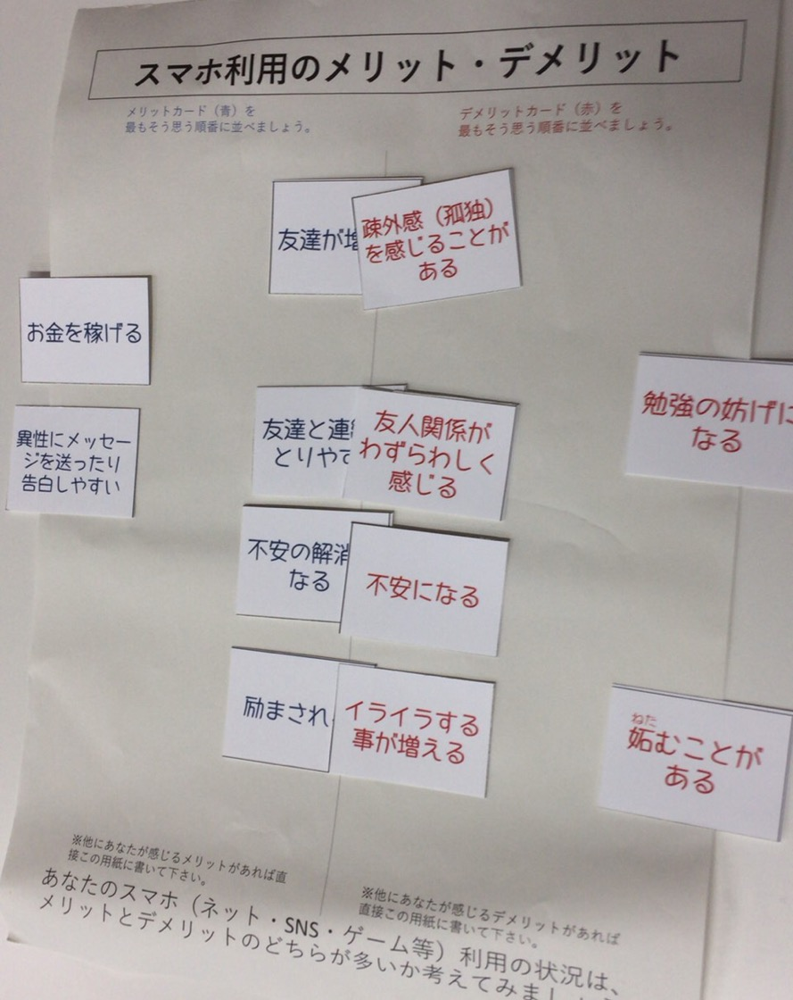 スマホ利用のメリット・デメリット
メリットカード（青）を
最もそう思う順番に並べましょう。
デメリットカード（赤）を
最もそう思う順番に並べましょう。
友達が増
疎外感（孤独）
を感じることが
ある
お金を稼げる
勉強の妨げに
なる
異性にメッセー
ジを送ったり
告白しやすい
友達と連絡
とりやす
友人関係が
わずらわしく
感じる
不安の解消
なる
不安になる
励まされ
イライラする
事が増える
ねた
妬むことが
ある
※他にあなたが感じるメリットがあれば直
接この用紙に書いて下さい。
※他にあなたが感じるデメリットがあれば
直接この用紙に書いて下さい。
あなたのスマホ（ネット・SNS・ゲーム等）利用の状況は、
メリットとデメリットのどちらが多いか考えてみまし